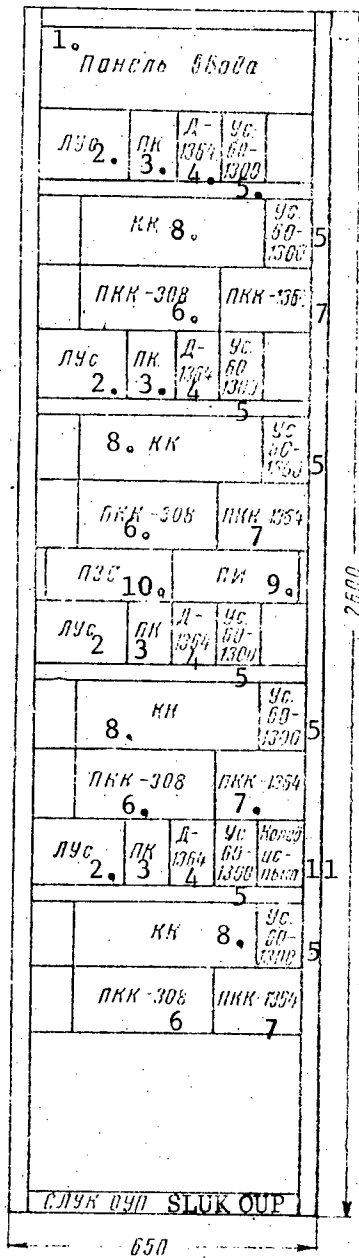 1.
Панель ввода
ЛУС ПК Д- Ус.
2. 3. 1364 60-
4. 1300
5.
КК 8. Ус. 5
60-
1300
ПКК-308 ПКК-1364
6. 7
ЛУС ПК Д- Ус.
2. 3. 1364 60-
4 1300
5
8. КК Ус. 5
60-
1300
ПКК-308 ПКК-1364
6. 7
ПЗС 10. ПИ 9.
ЛУС ПК Д- Ус.
2 3 1364 60-
4 1300
5
КК Ус. 5
8. 60-
1300
ПКК-308 ПКК-1364
6. 7.
ЛУС ПК Д- Ус.
2. 3 1364 60- 11
4 1300
5
КК 8. Ус. 5
60-
1300
ПКК-308 ПКК-1364
6 7
СЛУК ОУП SLUK OUP
650
2600